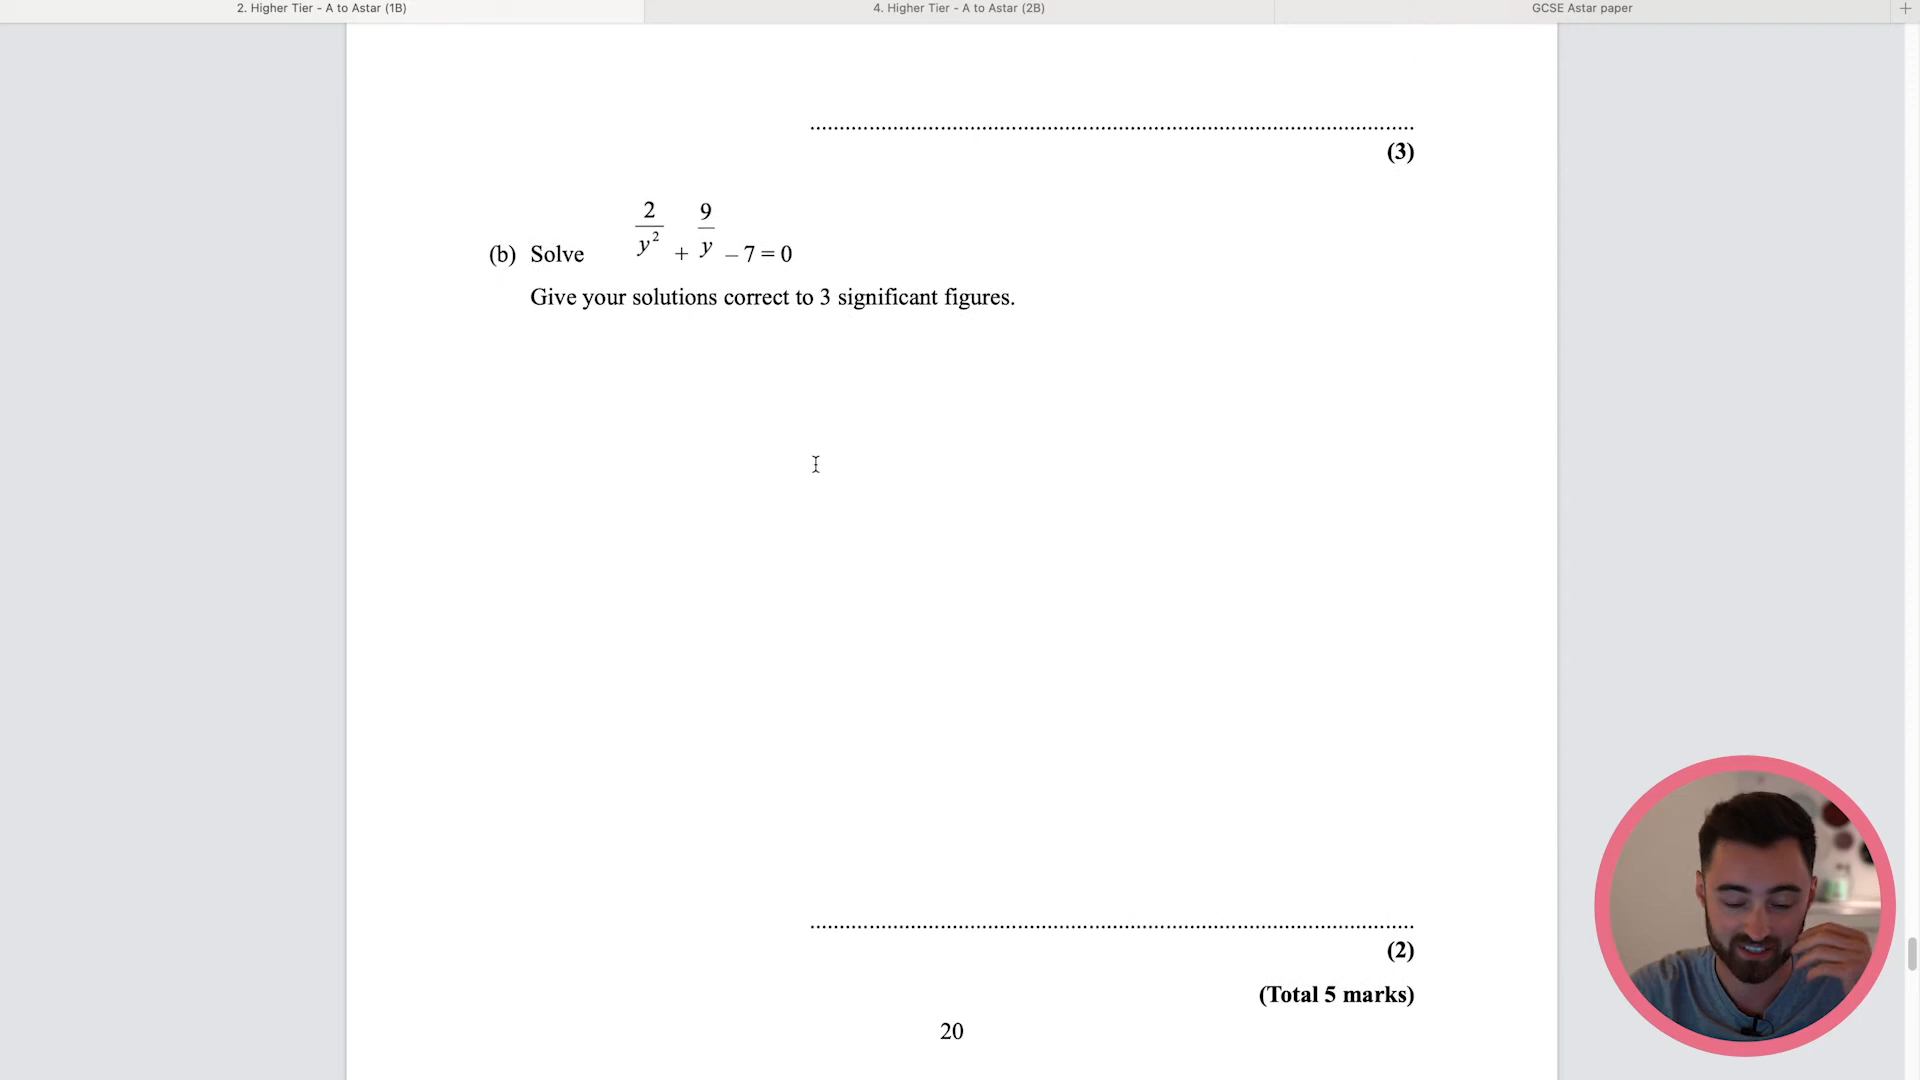 2. Higher Tier - A to Astar (1B)
4. Higher Tier - A to Astar (2B)
GCSE Astar paper
+
........................................................................................................
(3)
(b) Solve 2/y² + 9/y – 7 = 0
Give your solutions correct to 3 significant figures.
........................................................................................................
(2)
(Total 5 marks)
20